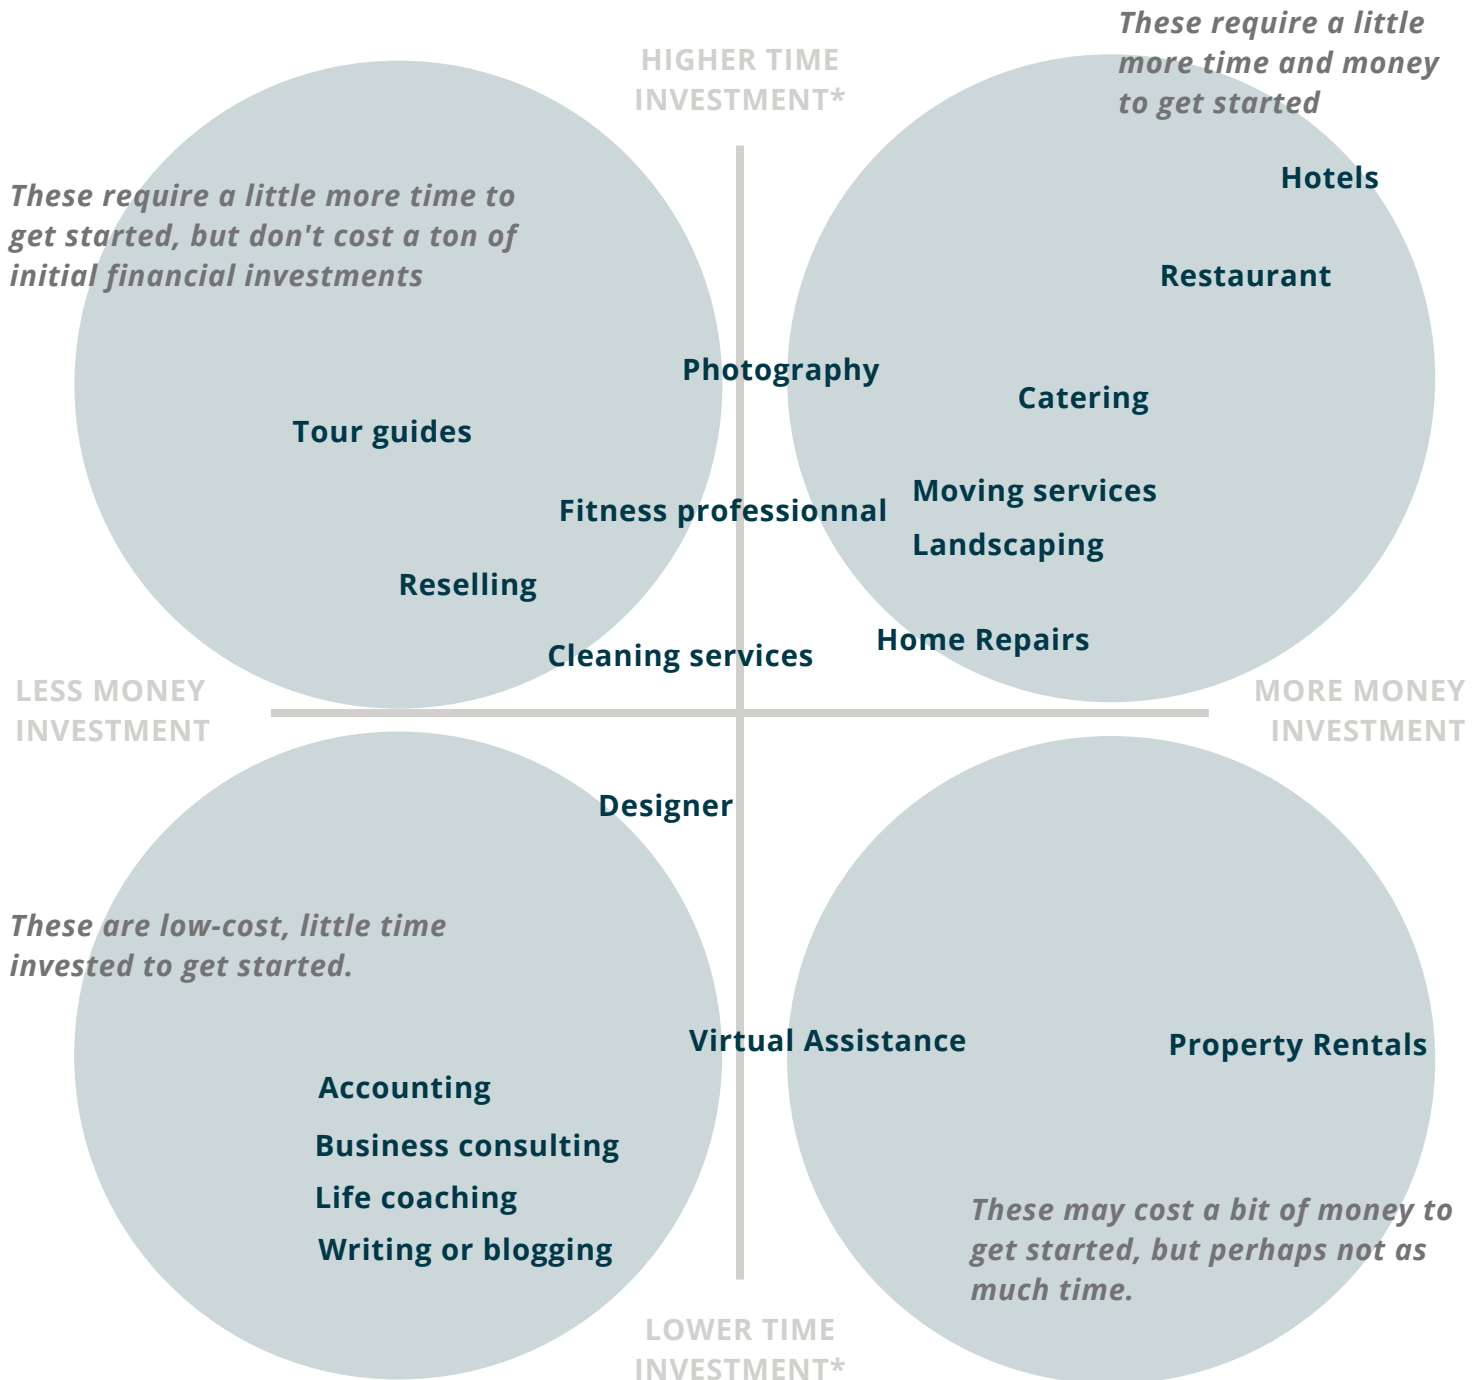 These require a little
more time and money
to get started
HIGHER TIME
INVESTMENT*
Hotels
These require a little more time to
get started, but don't cost a ton of
initial financial investments
Restaurant
Photography
Catering
Tour guides
Moving services
Fitness professionnal
Landscaping
Reselling
Home Repairs
Cleaning services
LESS MONEY
INVESTMENT
MORE MONEY
INVESTMENT
Designer
These are low-cost, little time
invested to get started.
Virtual Assistance
Property Rentals
Accounting
Business consulting
Life coaching
Writing or blogging
These may cost a bit of money to
get started, but perhaps not as
much time.
LOWER TIME
INVESTMENT*